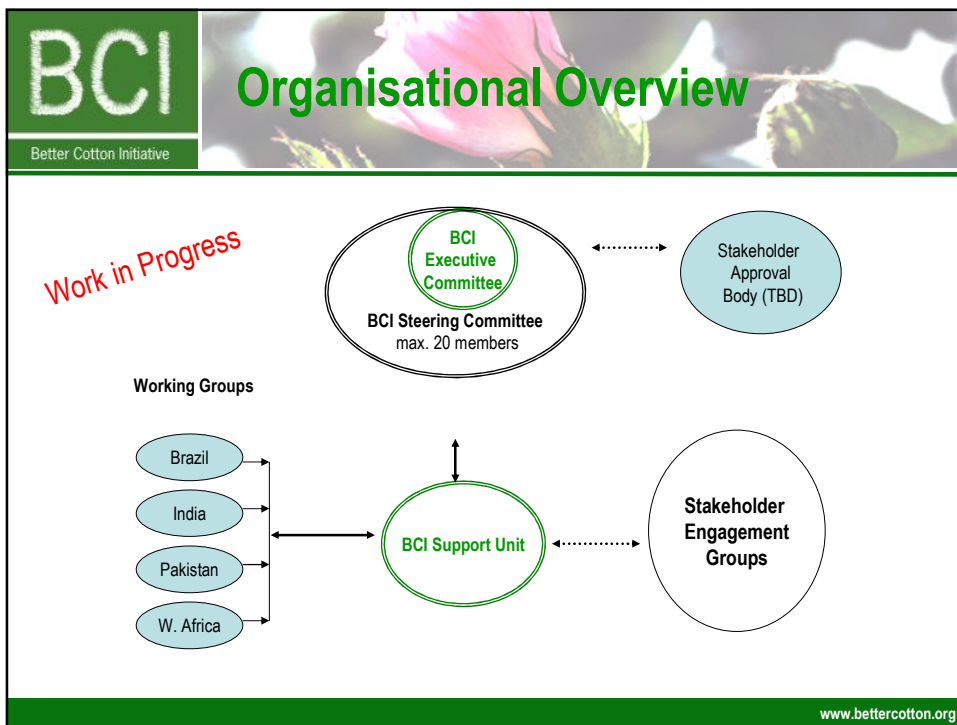 BCI
Better Cotton Initiative
Organisational Overview
Work in Progress
BCI
Executive
Committee
BCI Steering Committee
max. 20 members
Stakeholder
Approval
Body (TBD)
Working Groups
Brazil
India
Pakistan
W. Africa
BCI Support Unit
Stakeholder
Engagement
Groups
www.bettercotton.org